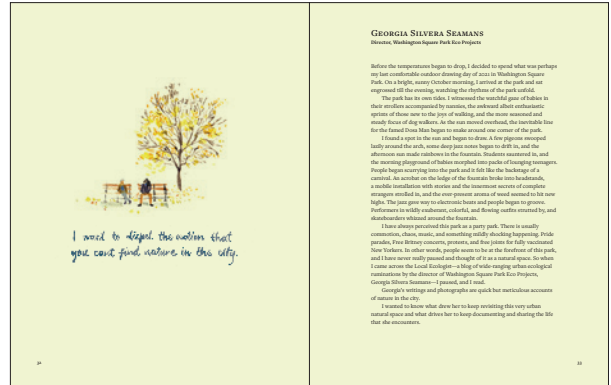 I want to dispel the notion that
you cant find nature in the city.
32
GEORGIA SILVERA SEAMANS
Director, Washington Square Park Eco Projects
Before the temperatures began to drop, I decided to spend what was perhaps
my last comfortable outdoor drawing day of 2021 in Washington Square
Park. On a bright, sunny October morning, I arrived at the park and sat
engrossed till the evening, watching the rhythms of the park unfold.
The park has its own tides. I witnessed the watchful gaze of babies in
their strollers accompanied by nannies, the awkward albeit enthusiastic
sprints of those new to the joys of walking, and the more seasoned and
steady focus of dog walkers. As the sun moved overhead, the inevitable line
for the famed Dosa Man began to snake around one corner of the park.
I found a spot in the sun and began to draw. A few pigeons swooped
lazily around the arch, some deep jazz notes began to drift in, and the
afternoon sun made rainbows in the fountain. Students sauntered in, and
the morning playground of babies morphed into packs of lounging teenagers.
People began scurrying into the park and it felt like the backstage of a
carnival. An acrobat on the ledge of the fountain broke into headstands,
a mobile installation with stories and the innermost secrets of complete
strangers strolled in, and the ever-present aroma of weed seemed to hit new
highs. The jazz gave way to electronic beats and people began to groove.
Performers in wildly exuberant, colorful, and flowing outfits strutted by, and
skateboarders whizzed around the fountain.
I have always perceived this park as a party park. There is usually
commotion, chaos, music, and something mildly shocking happening. Pride
parades, Free Britney concerts, protests, and free joints for fully vaccinated
New Yorkers. In other words, people seem to be at the forefront of this park,
and I have never really paused and thought of it as a natural space. So when
I came across the Local Ecologist—a blog of wide-ranging urban ecological
ruminations by the director of Washington Square Park Eco Projects,
Georgia Silvera Seamans—I paused, and I read.
Georgia's writings and photographs are quick but meticulous accounts
of nature in the city.
I wanted to know what drew her to keep revisiting this very urban
natural space and what drives her to keep documenting and sharing the life
that she encounters.
33